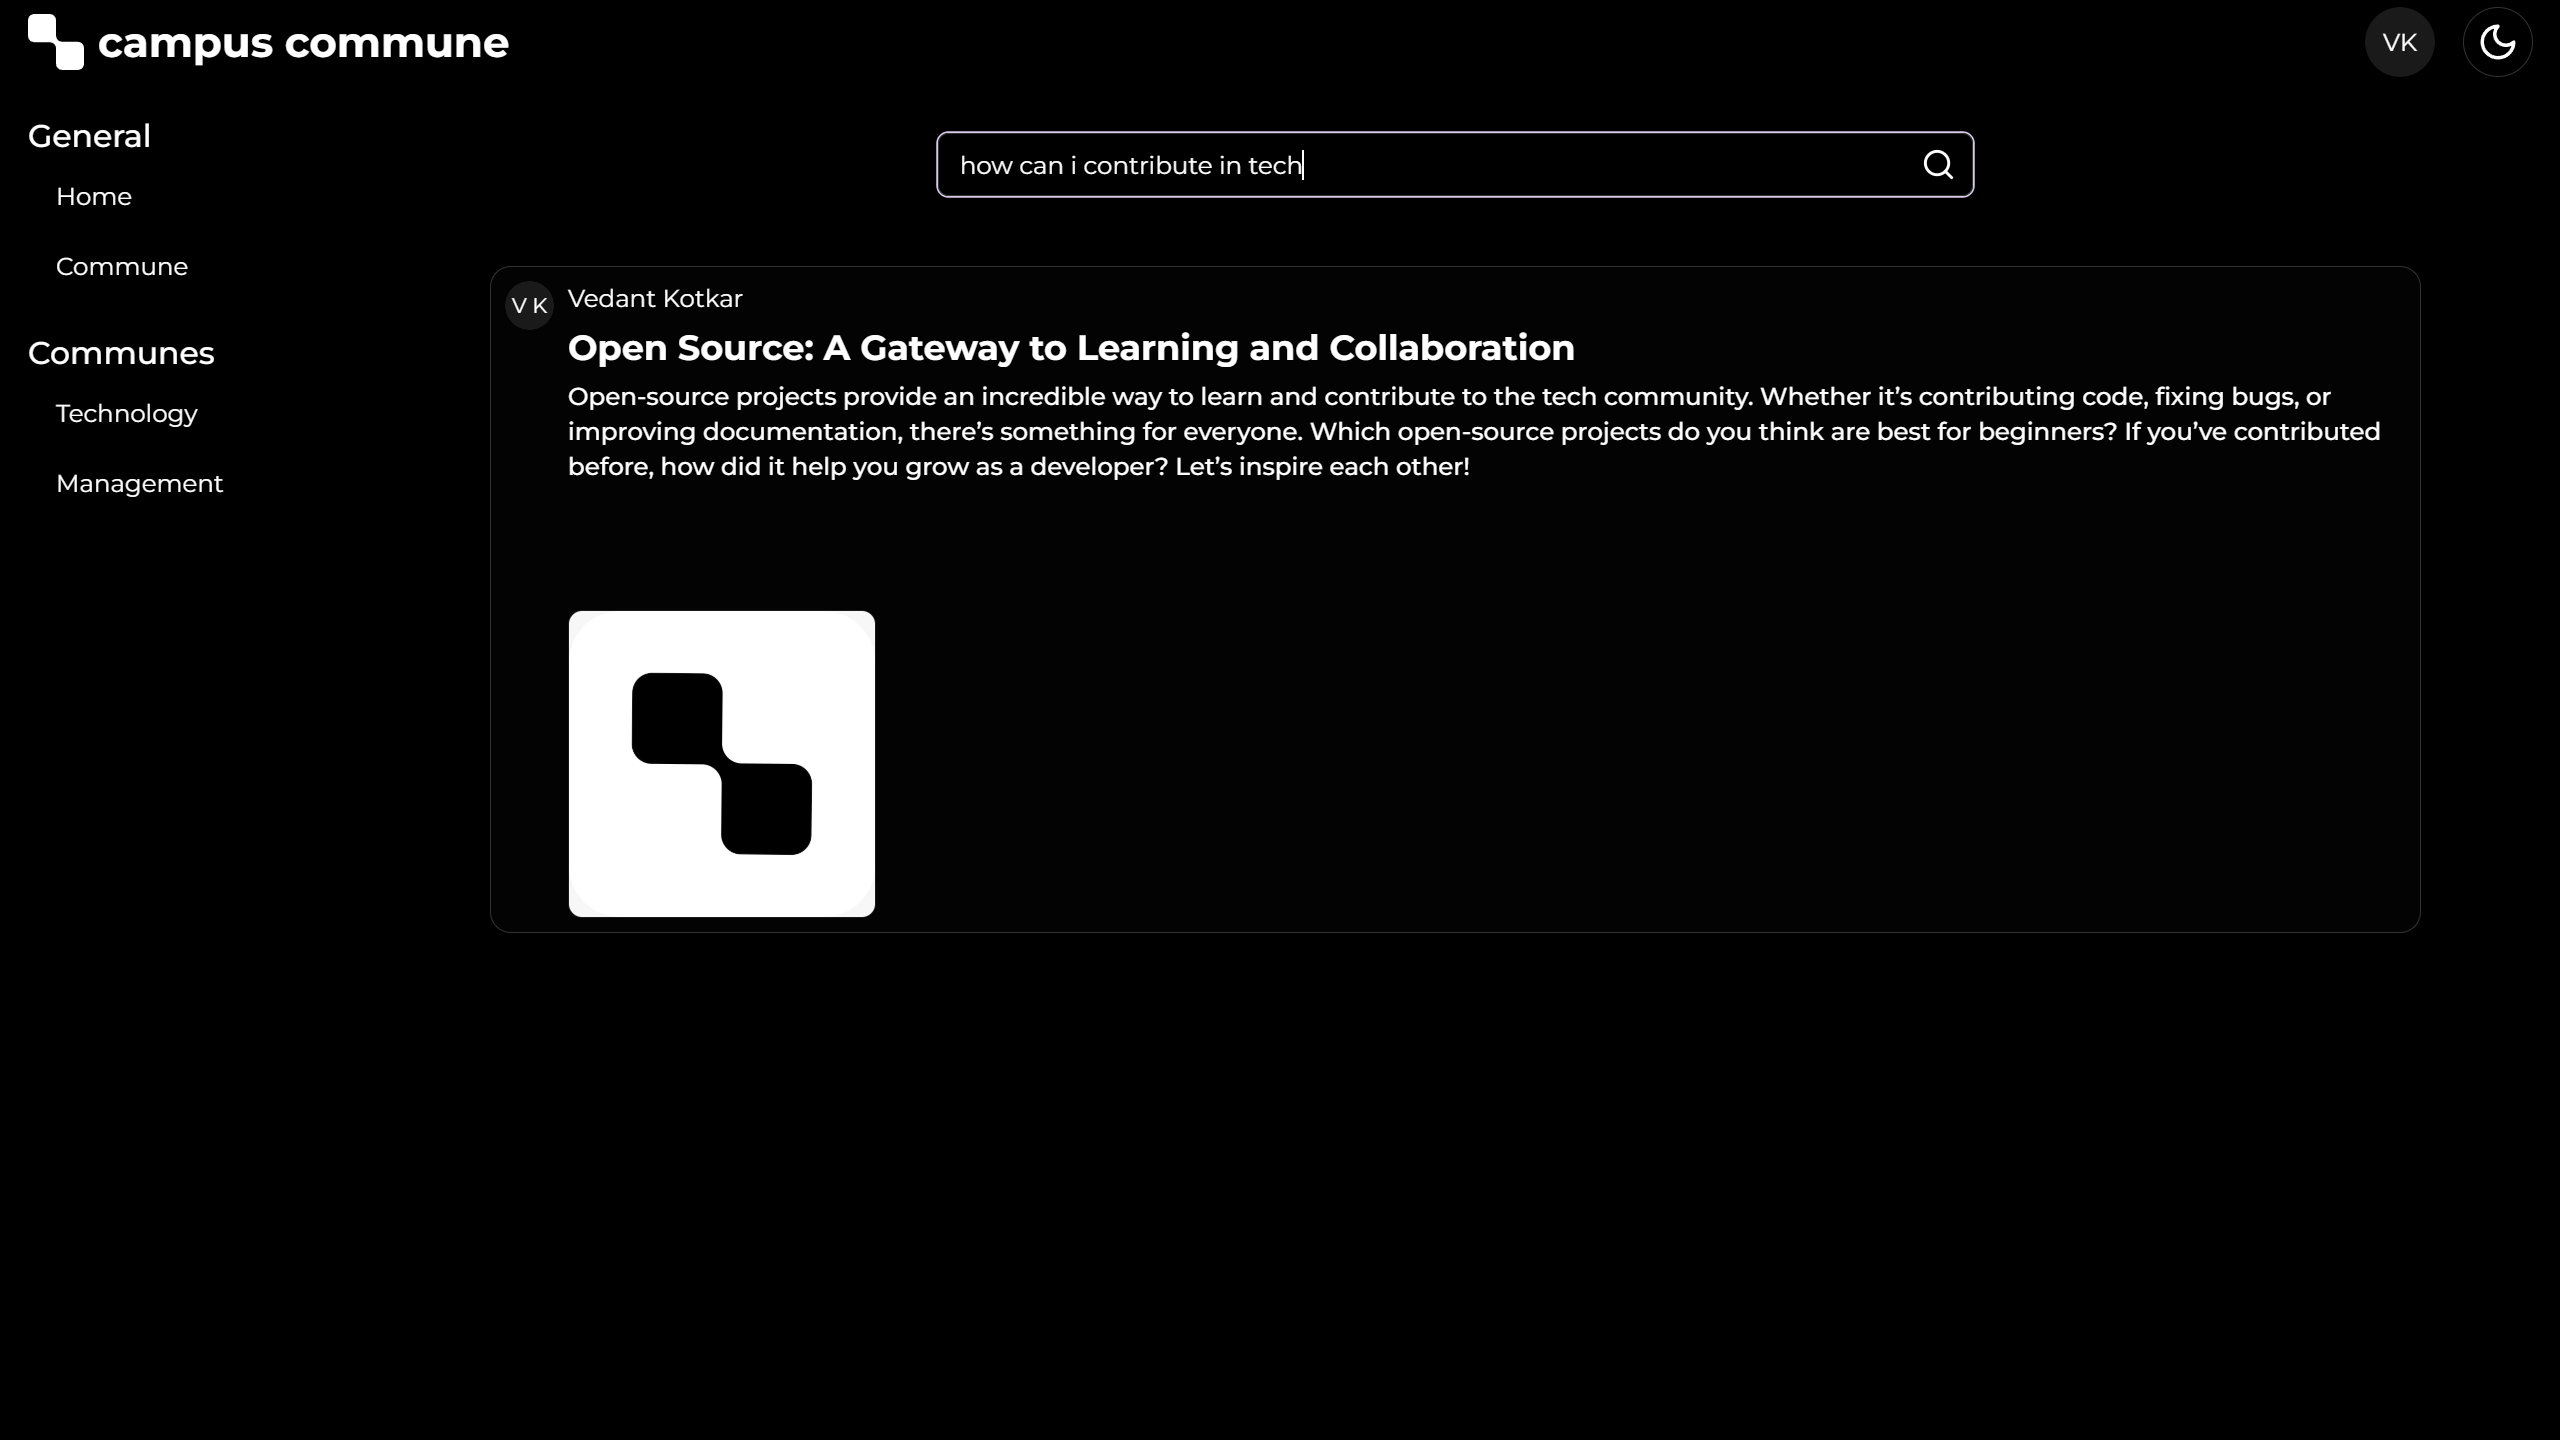 campus commune
VK
General
Home
Commune
Communes
Technology
Management
how can i contribute in tech
V K
Vedant Kotkar
Open Source: A Gateway to Learning and Collaboration
Open-source projects provide an incredible way to learn and contribute to the tech community. Whether it’s contributing code, fixing bugs, or
improving documentation, there’s something for everyone. Which open-source projects do you think are best for beginners? If you’ve contributed
before, how did it help you grow as a developer? Let’s inspire each other!